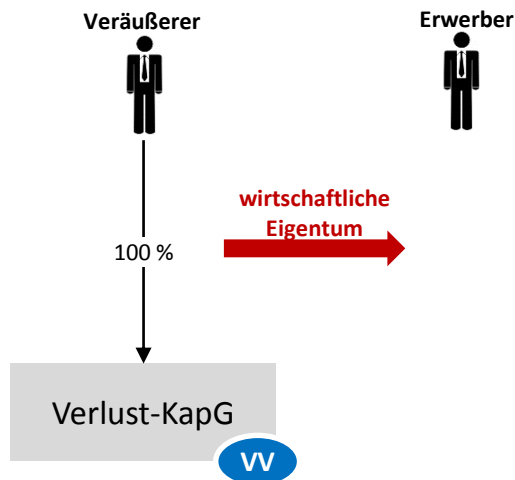 Veräußerer
Erwerber
wirtschaftliche
Eigentum
100 %
Verlust-KapG
VV